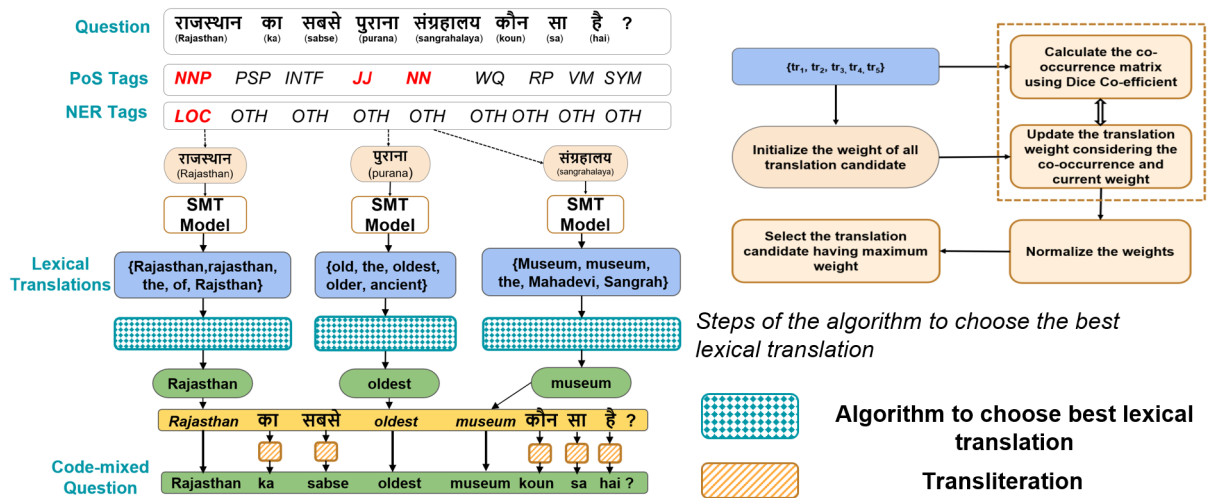 Question
राजस्थान का सबसे पुराना संग्रहालय कौन सा है ?
(Rajasthan) (ka) (sabse) (purana) (sangrahalaya) (koun) (sa) (hai)
PoS Tags
NNP PSP INTF JJ NN WQ RP VM SYM
NER Tags
LOC OTH OTH OTH OTH OTH OTH OTH OTH
राजस्थान
(Rajasthan)
पुराना
(purana)
संग्रहालय
(sangrahalaya)
SMT
Model
SMT
Model
SMT
Model
Lexical
Translations
{Rajasthan,rajasthan,
the, of, Rajsthan}
{old, the, oldest,
older, ancient}
{Museum, museum,
the, Mahadevi, Sangrah}
Rajasthan
oldest
museum
Rajasthan का सबसे oldest museum कौन सा है ?
Code-mixed
Question
Rajasthan ka sabse oldest museum koun sa hai ?
{tr1, tr2, tr3, tr4, tr5}
Calculate the co-
occurrence matrix
using Dice Co-efficient
Initialize the weight of all
translation candidate
Update the translation
weight considering the
co-occurrence and
current weight
Select the translation
candidate having maximum
weight
Normalize the weights
Steps of the algorithm to choose the best
lexical translation
Algorithm to choose best lexical
translation
Transliteration